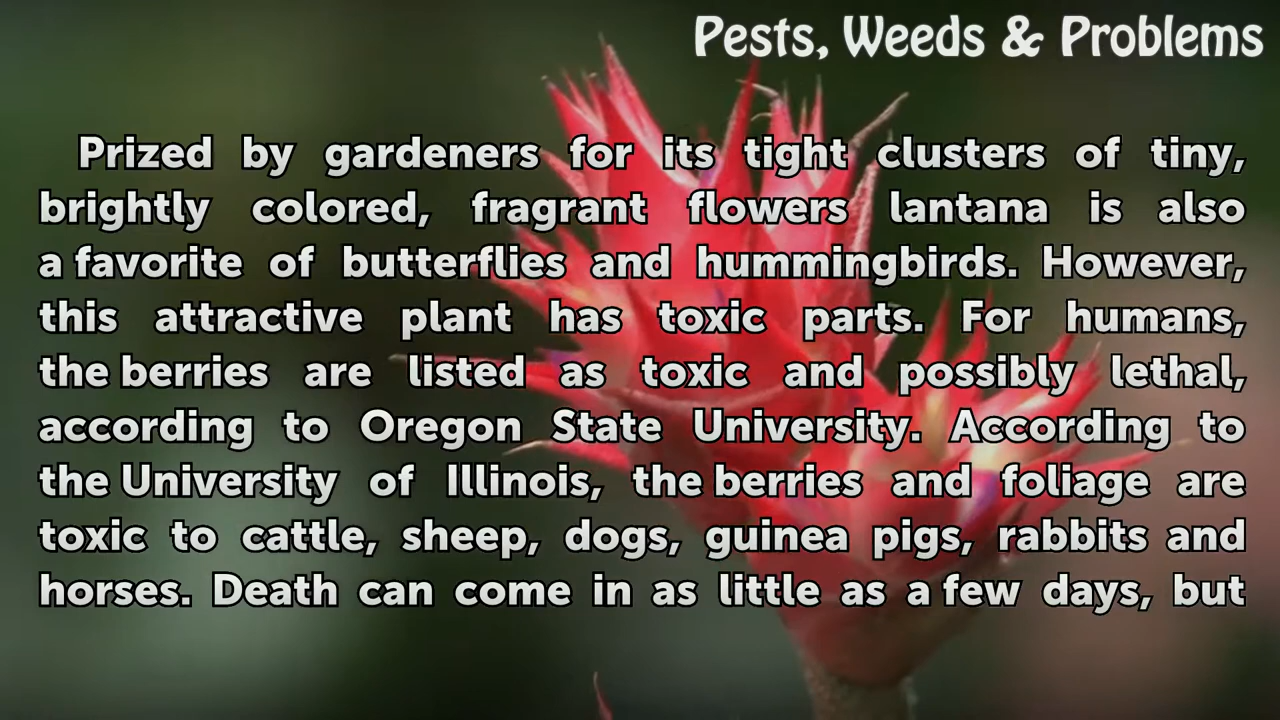 Pests, Weeds & Problems
Prized by gardeners for its tight clusters of tiny,
brightly colored, fragrant flowers lantana is also
a favorite of butterflies and hummingbirds. However,
this attractive plant has toxic parts. For humans,
the berries are listed as toxic and possibly lethal,
according to Oregon State University. According to
the University of Illinois, the berries and foliage are
toxic to cattle, sheep, dogs, guinea pigs, rabbits and
horses. Death can come in as little as a few days, but